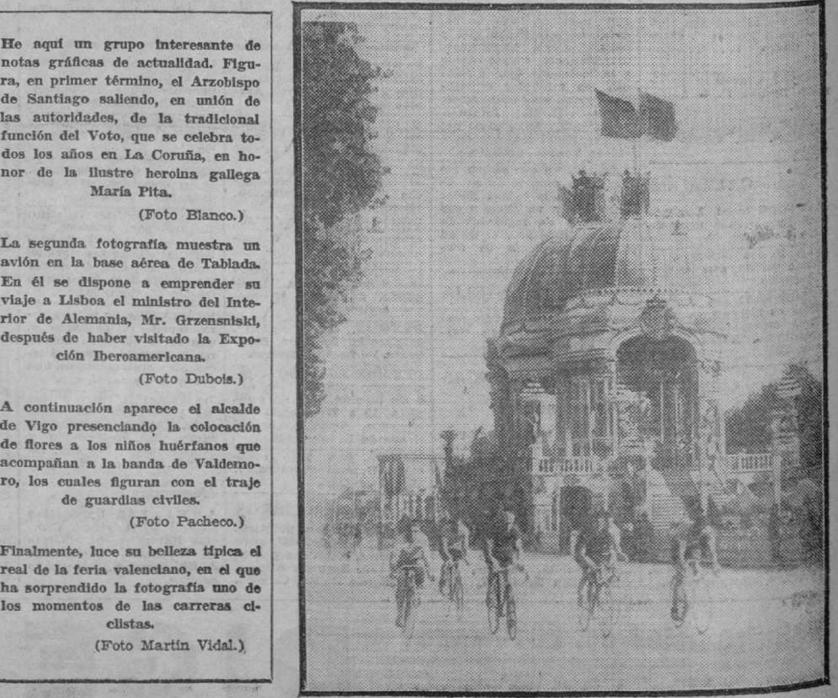 He aquí un grupo interesante de
notas gráficas de actualidad. Figu-
ra, en primer término, el Arzobispo
de Santiago saliendo, en unión de
las autoridades, de la tradicional
función del Voto, que se celebra to-
dos los años en La Coruña, en ho-
nor de la ilustre heroína gallega
María Pita.
(Foto Blanco.)
La segunda fotografía muestra un
avión en la base aérea de Tablada.
En él se dispone a emprender su
viaje a Lisboa el ministro del Inte-
rior de Alemania, Mr. Grzensniski,
después de haber visitado la Expo-
ción Iberoamericana.
(Foto Dubois.)
A continuación aparece el alcalde
de Vigo presenciando la colocación
de flores a los niños huérfanos que
acompañan a la banda de Valdemo-
ro, los cuales figuran con el traje
de guardias civiles.
(Foto Pacheco.)
Finalmente, luce su belleza típica el
real de la feria valenciano, en el que
ha sorprendido la fotografía uno de
los momentos de las carreras ci-
clistas.
(Foto Martín Vidal.)